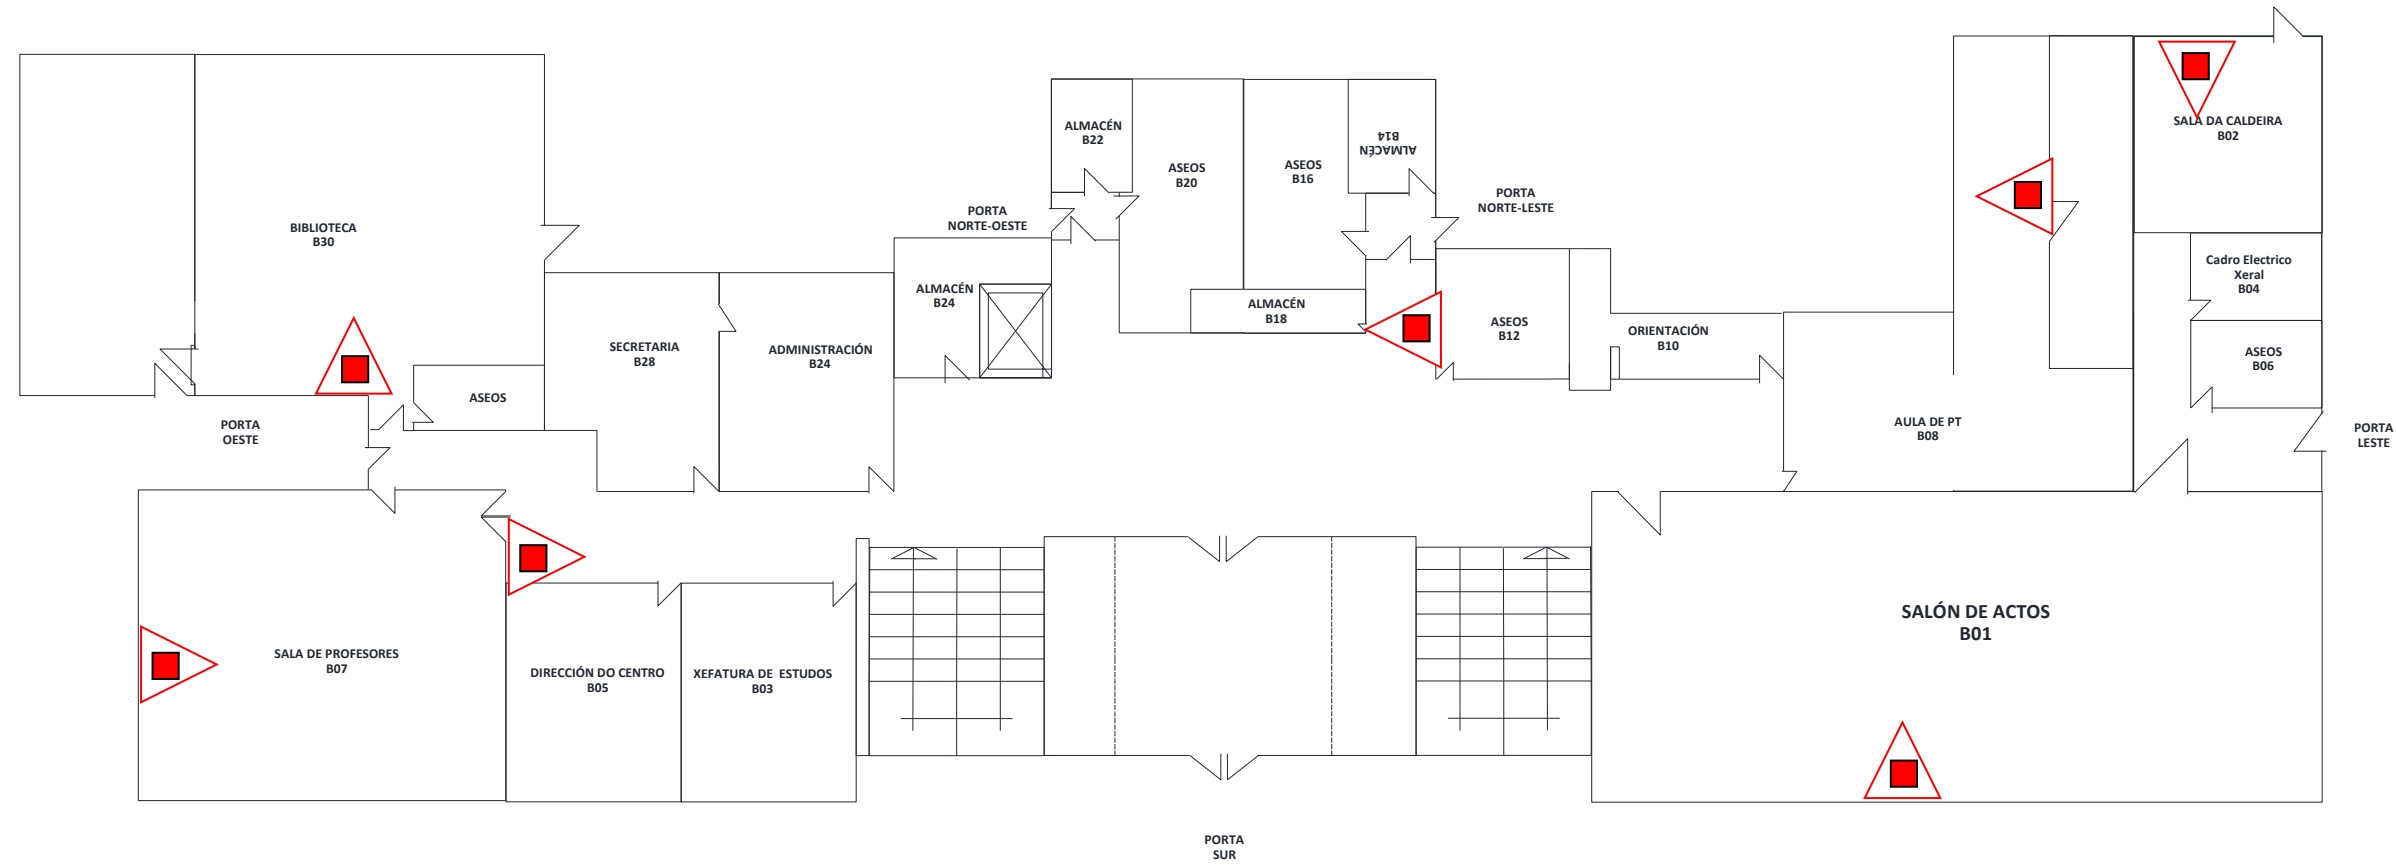 BIBLIOTECA
B30
PORTA
OESTE
ASEOS
SECRETARIA
B28
ADMINISTRACIÓN
B24
PORTA
NORTE-OESTE
ALMACÉN
B24
ALMACÉN
B22
ASEOS
B20
ASEOS
B16
ALMACÉN
B14
ALMACÉN
B18
PORTA
NORTE-LESTE
ASEOS
B12
ORIENTACIÓN
B10
AULA DE PT
B08
SALA DA CALDEIRA
B02
Cadro Electrico
Xeral
B04
ASEOS
B06
PORTA
LESTE
SALA DE PROFESORES
B07
DIRECCIÓN DO CENTRO
B05
XEFATURA DE ESTUDOS
B03
SALÓN DE ACTOS
B01
PORTA
SUR